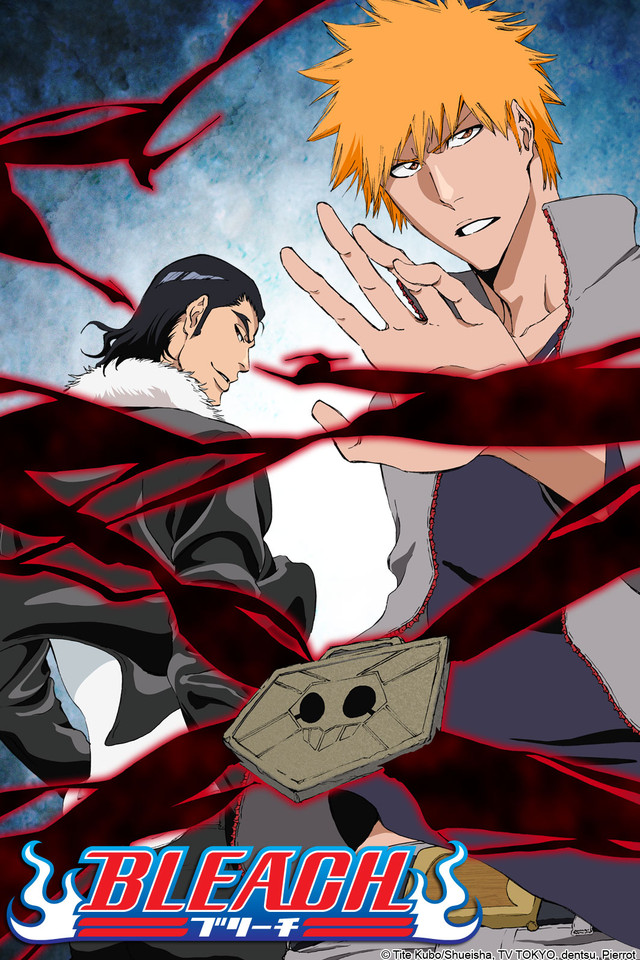 BLEACH
ブリーチ
© Tite Kubo/Shueisha, TV TOKYO, dentsu, Pierrot